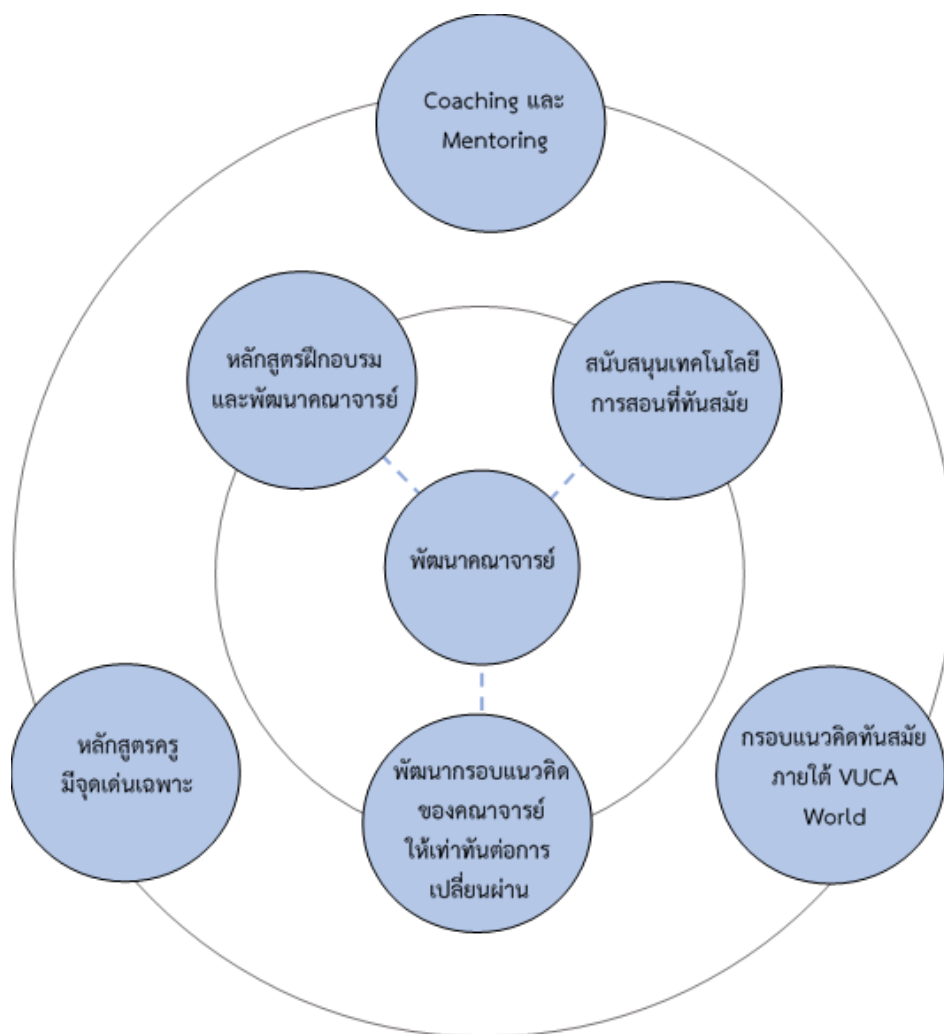 Coaching และ
Mentoring
หลักสูตรฝึกอบรม
และพัฒนาคณาจารย์
สนับสนุนเทคโนโลยี
การสอนที่ทันสมัย
พัฒนาคณาจารย์
หลักสูตรครู
มีจุดเด่นเฉพาะ
พัฒนากรอบแนวคิด
ของคณาจารย์
ให้เท่าทันต่อการ
เปลี่ยนผ่าน
กรอบแนวคิดทันสมัย
ภายใต้ VUCA
World